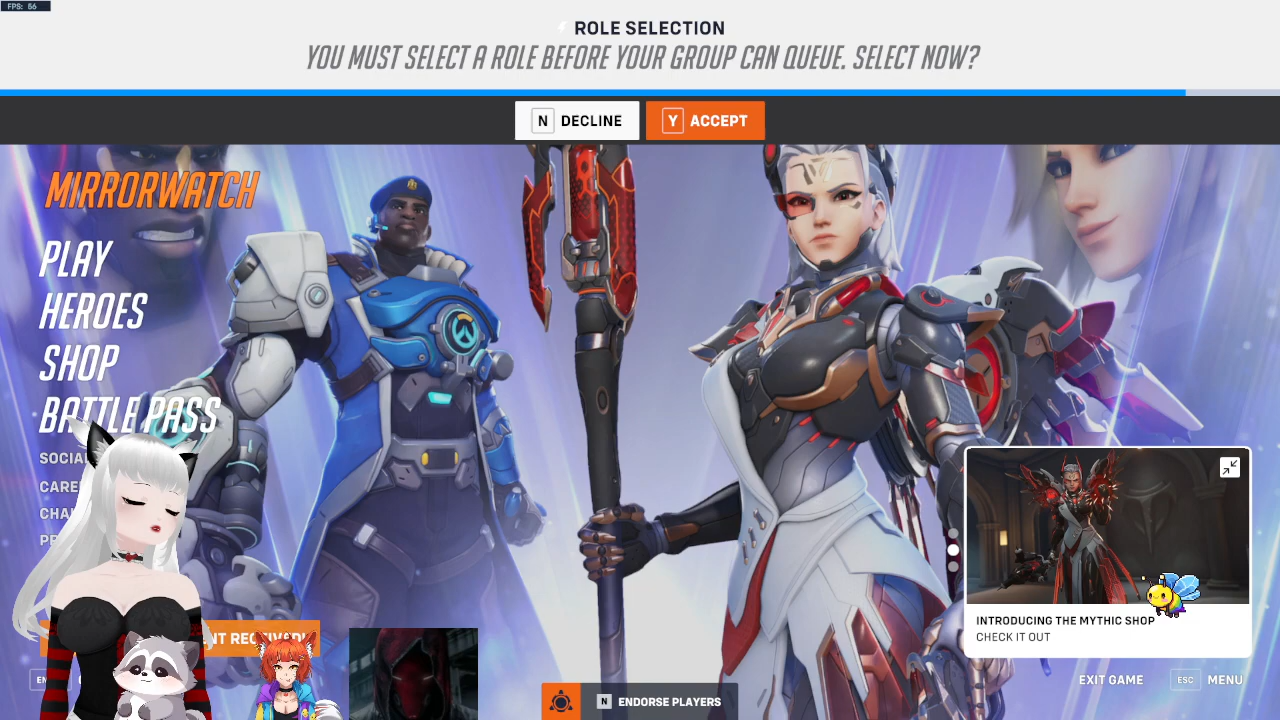 FPS: 56
ROLE SELECTION
YOU MUST SELECT A ROLE BEFORE YOUR GROUP CAN QUEUE. SELECT NOW?
N DECLINE
Y ACCEPT
MIRRORWATCH
PLAY
HEROES
SHOP
BATTLE PASS
SOCIAL
INTRODUCING THE MYTHIC SHOP
CHECK IT OUT
N ENDORSE PLAYERS
EXIT GAME
ESC MENU